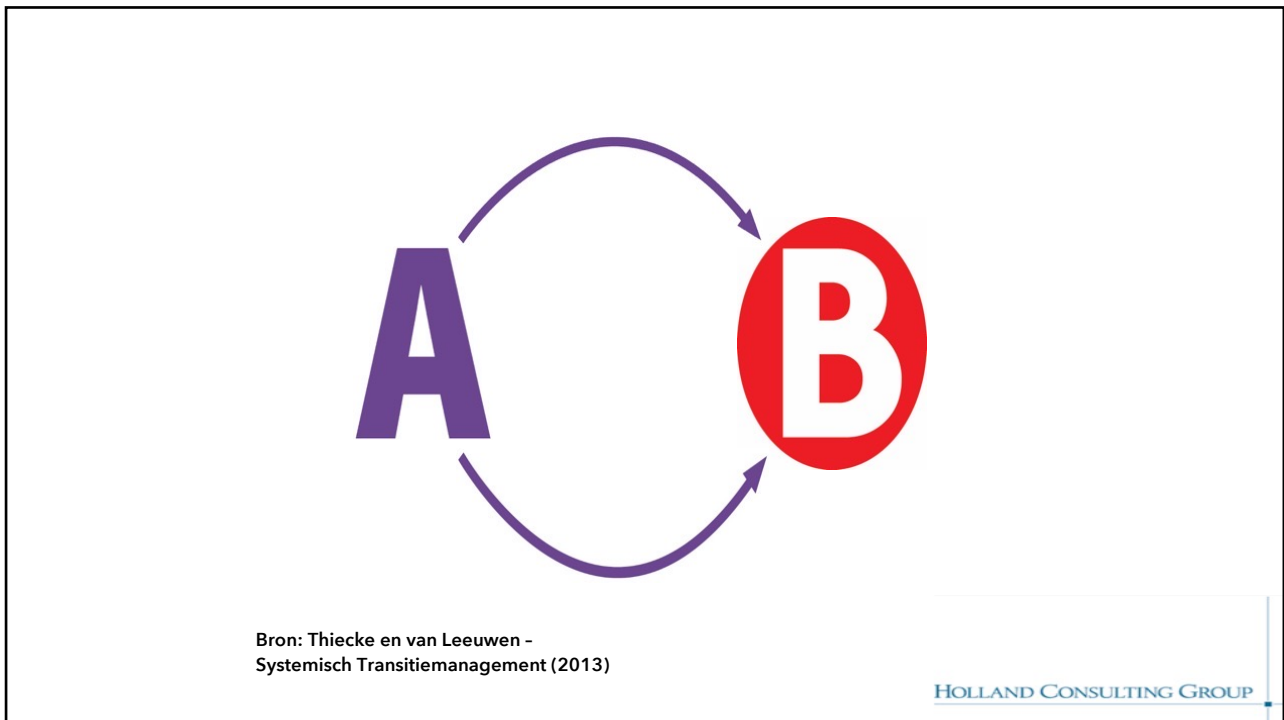 A
B
Bron: Thiecke en van Leeuwen –
Systemisch Transitiemanagement (2013)
HOLLAND CONSULTING GROUP